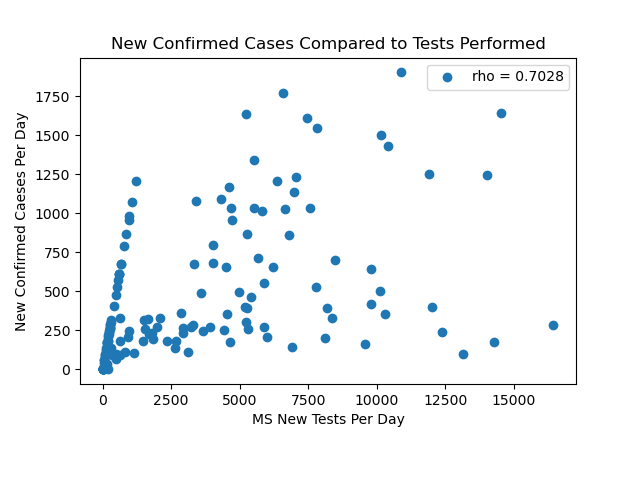 New Confirmed Cases Compared to Tests Performed
rho = 0.7028
New Confirmed Caeses Per Day
1750
1500
1250
1000
750
500
250
0
0 2500 5000 7500 10000 12500 15000
MS New Tests Per Day